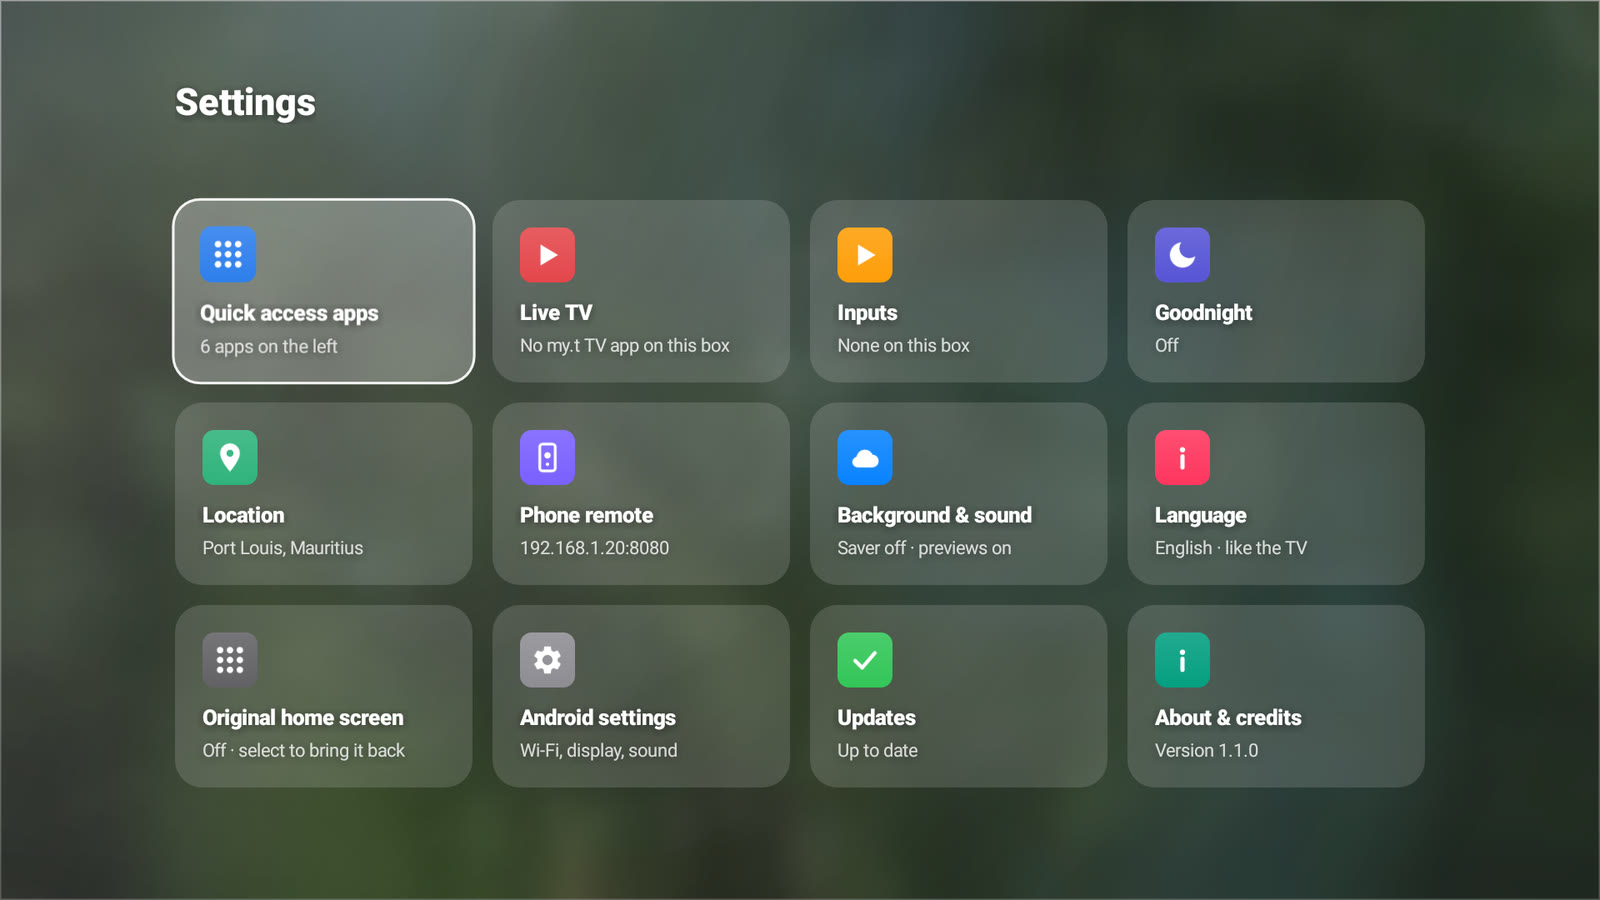 Settings
Quick access apps
6 apps on the left
Live TV
No my.t TV app on this box
Inputs
None on this box
Goodnight
Off
Location
Port Louis, Mauritius
Phone remote
192.168.1.20:8080
Background & sound
Saver off · previews on
Language
English · like the TV
Original home screen
Off · select to bring it back
Android settings
Wi-Fi, display, sound
Updates
Up to date
About & credits
Version 1.1.0